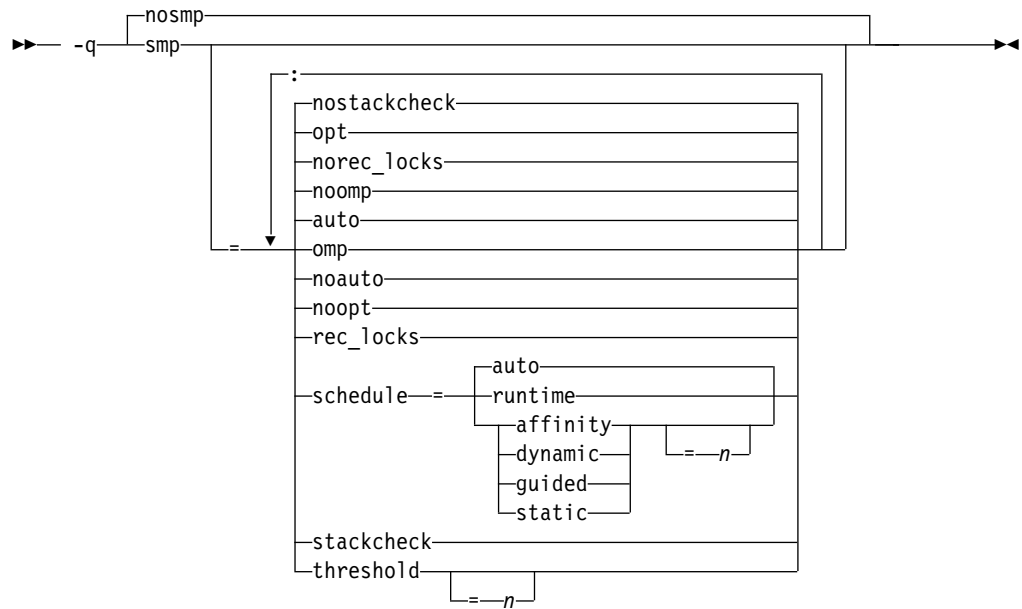 nosmp
-q smp
:
nostackcheck
opt
norec_locks
noomp
auto
= omp
noauto
noopt
rec_locks
auto
schedule = runtime
affinity
= n
dynamic
guided
static
stackcheck
threshold
= n